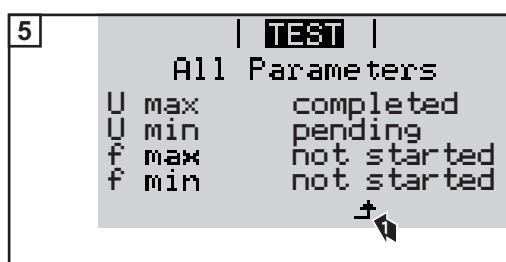 5
| TEST |
All Parameters
U max completed
U min pending
f max not started
f min not started
1